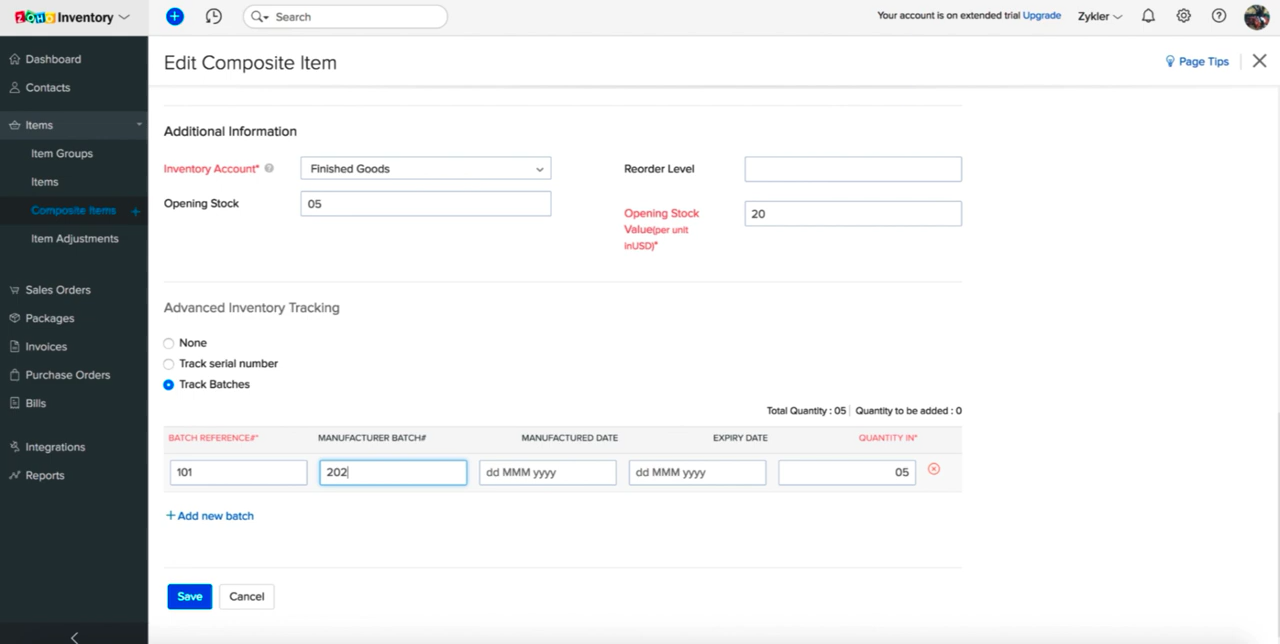 ZOHO Inventory
Search
Your account is on extended trial Upgrade
Zykler
Dashboard
Contacts
Items
Item Groups
Items
Composite Items +
Item Adjustments
Sales Orders
Packages
Invoices
Purchase Orders
Bills
Integrations
Reports
Edit Composite Item
Page Tips
Additional Information
Inventory Account*
Finished Goods
Reorder Level
Opening Stock
05
Opening Stock
Value(per unit
inUSD)*
20
Advanced Inventory Tracking
None
Track serial number
Track Batches
Total Quantity : 05 | Quantity to be added : 0
BATCH REFERENCE#* MANUFACTURER BATCH# MANUFACTURED DATE EXPIRY DATE QUANTITY IN*
101 202 dd MMM yyyy dd MMM yyyy 05
+ Add new batch
Save Cancel